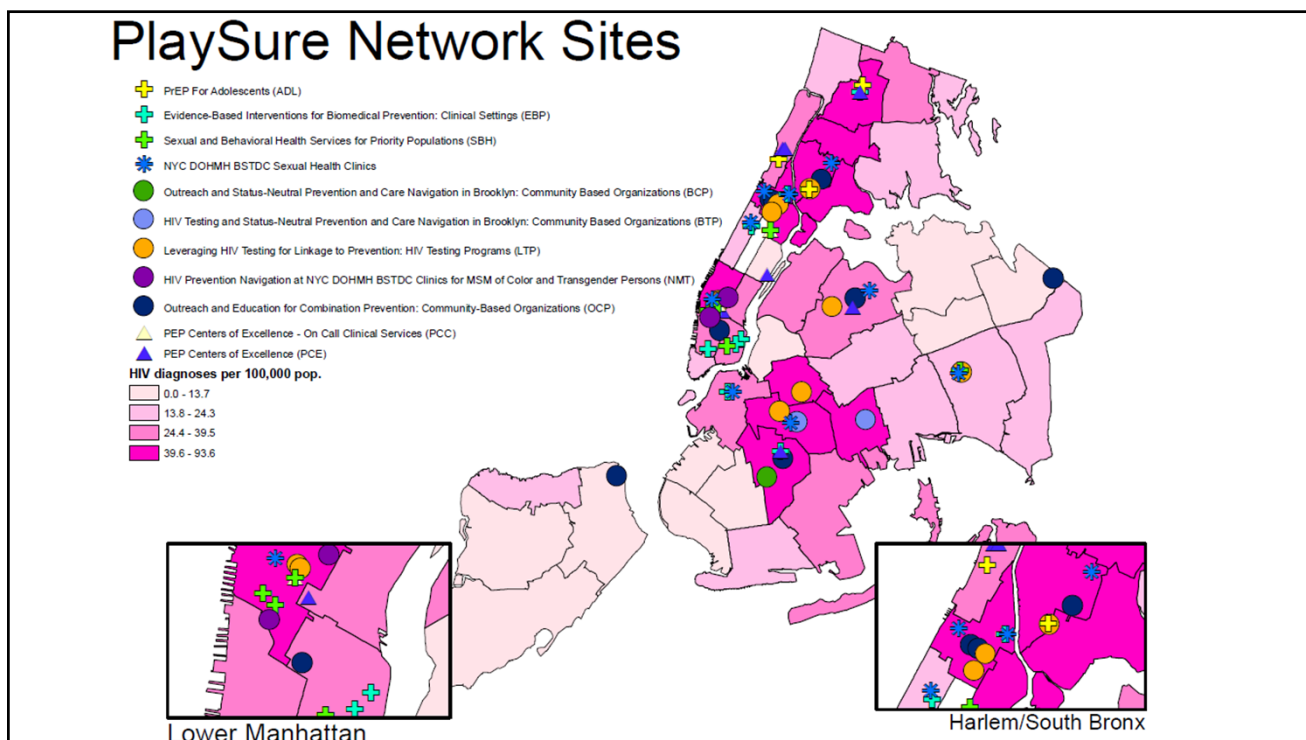 PlaySure Network Sites
PrEP For Adolescents (ADL)
Evidence-Based Interventions for Biomedical Prevention: Clinical Settings (EBP)
Sexual and Behavioral Health Services for Priority Populations (SBH)
NYC DOHMH BSTDC Sexual Health Clinics
Outreach and Status-Neutral Prevention and Care Navigation in Brooklyn: Community Based Organizations (BCP)
HIV Testing and Status-Neutral Prevention and Care Navigation in Brooklyn: Community Based Organizations (BTP)
Leveraging HIV Testing for Linkage to Prevention: HIV Testing Programs (LTP)
HIV Prevention Navigation at NYC DOHMH BSTDC Clinics for MSM of Color and Transgender Persons (NMT)
Outreach and Education for Combination Prevention: Community-Based Organizations (OCP)
PEP Centers of Excellence - On Call Clinical Services (PCC)
PEP Centers of Excellence (PCE)
HIV diagnoses per 100,000 pop.
0.0 - 13.7
13.8 - 24.3
24.4 - 39.5
39.6 - 93.6
Lower Manhattan
Harlem/South Bronx